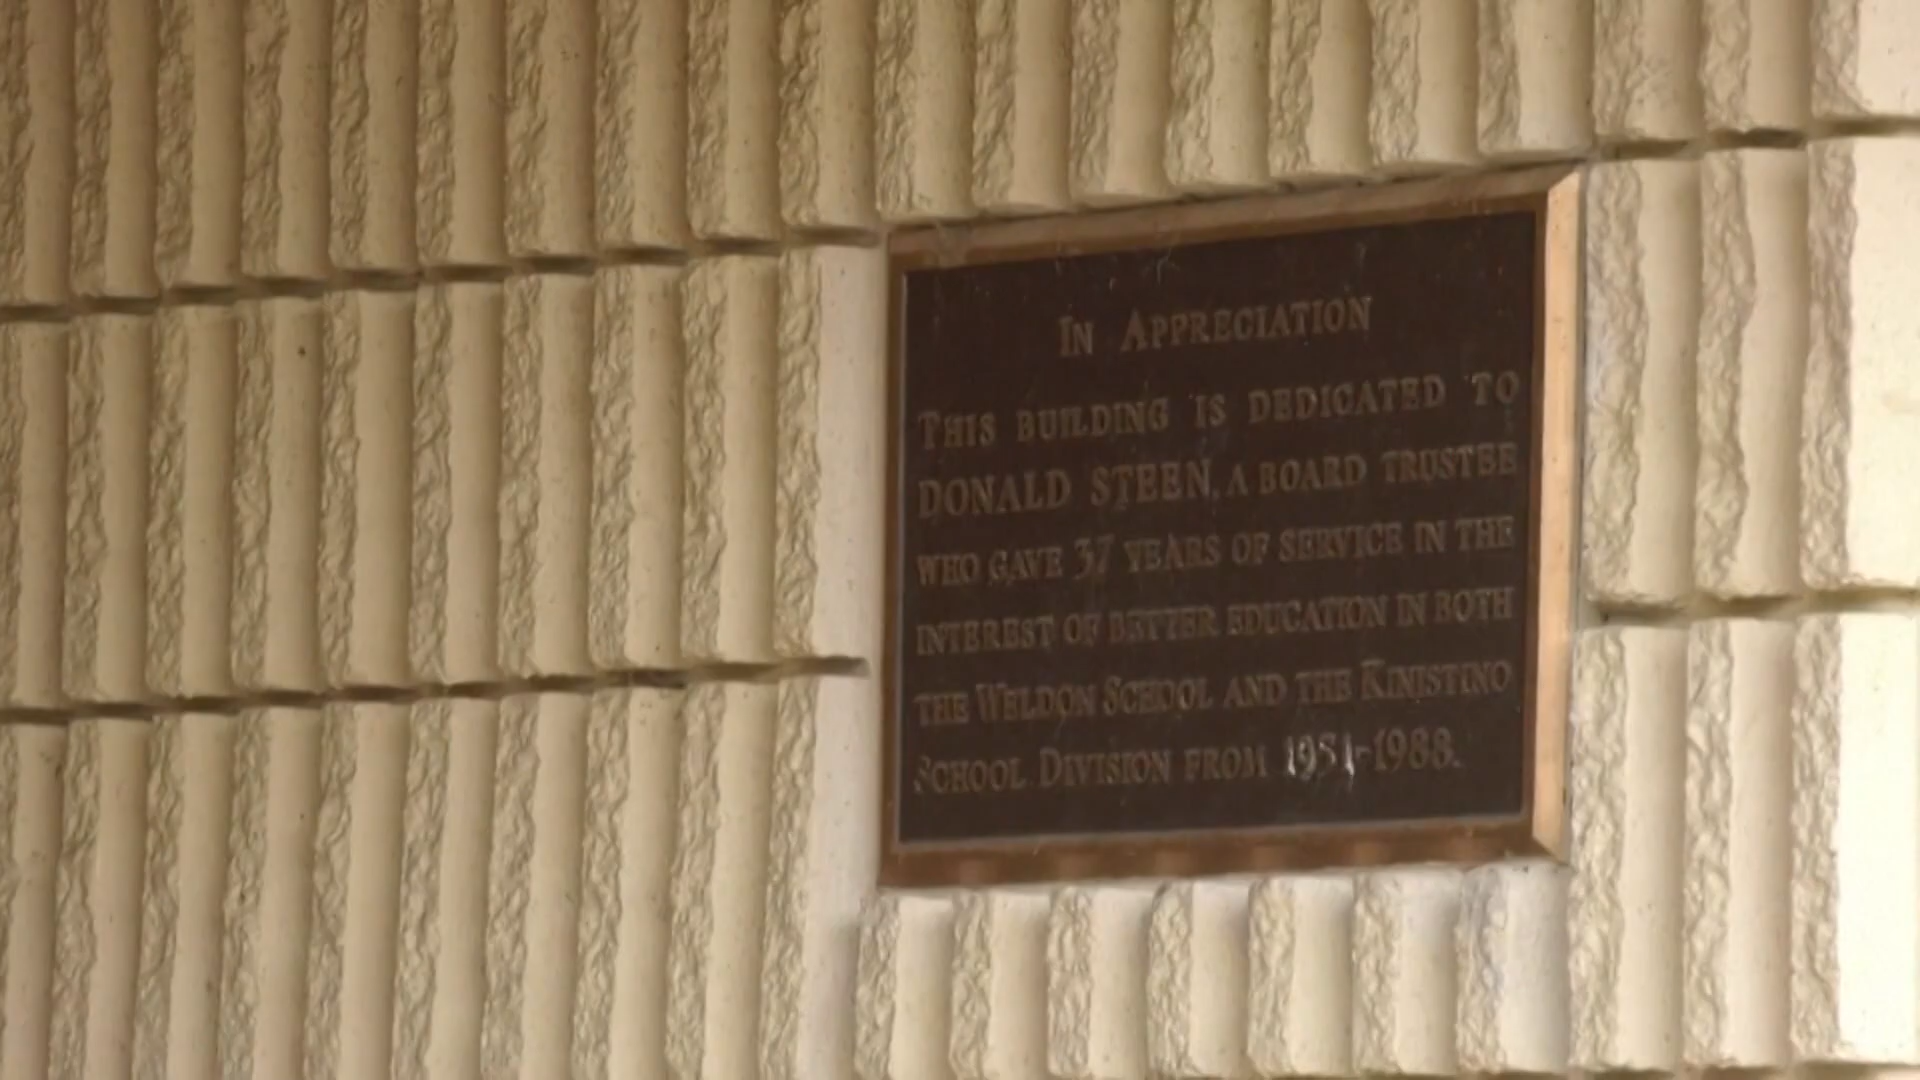 In Appreciation
This building is dedicated to
DONALD STEEN, a board trustee
who gave 37 years of service in the
interest of better education in both
the Weldon School and the Kinistino
School Division from 1951-1988.